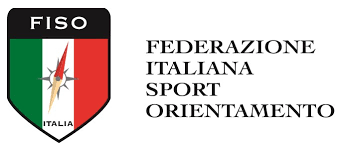 FISO
ITALIA
FEDERAZIONE
ITALIANA
SPORT
ORIENTAMENTO